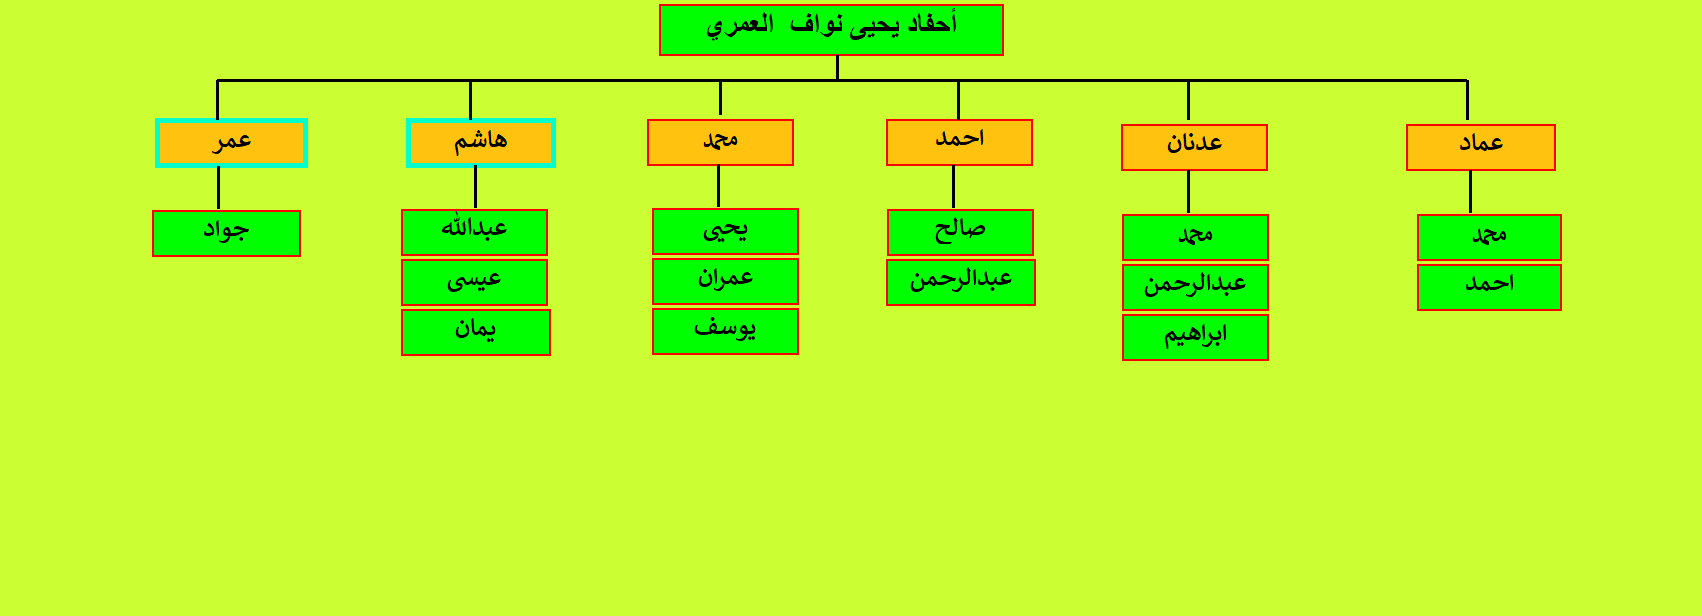 أحفاد يحيى نواف العمري
عماد
عدنان
احمد
محمد
هاشم
عمر
محمد
احمد
محمد
عبدالرحمن
ابراهيم
صالح
عبدالرحمن
يحيى
عمران
يوسف
عبدالله
عيسى
يمان
جواد